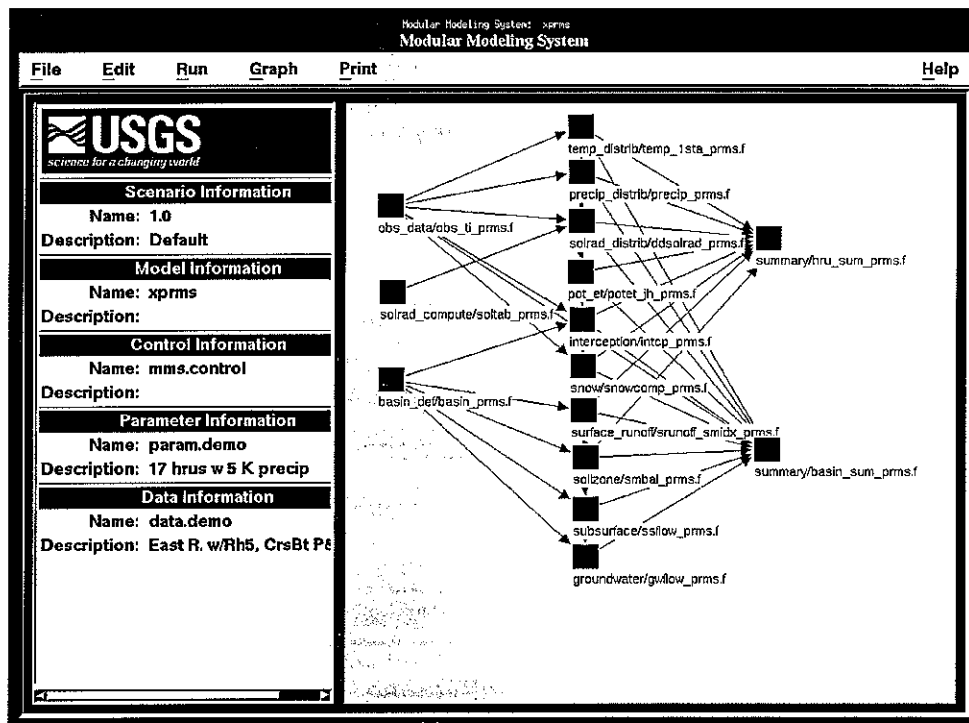 Modular Modeling System: xprms
Modular Modeling System
File Edit Run Graph Print Help
USGS
science for a changing world
Scenario Information
Name: 1.0
Description: Default
Model Information
Name: xprms
Description:
Control Information
Name: mms.control
Description:
Parameter Information
Name: param.demo
Description: 17 hrus w 5 K precip
Data Information
Name: data.demo
Description: East R. w/Rh5, CrsBt P&
obs_data/obs_ti_prms.f
solrad_compute/soltab_prms.f
basin_def/basin_prms.f
temp_distrib/temp_1sta_prms.f
precip_distrib/precip_prms.f
solrad_distrib/ddsolrad_prms.f
pot_et/potet_jh_prms.f
interception/intcp_prms.f
snow/snowcomp_prms.f
surface_runoff/srunoff_smidx_prms.f
soilzone/smbal_prms.f
subsurface/ssflow_prms.f
groundwater/gwflow_prms.f
summary/hru_sum_prms.f
summary/basin_sum_prms.f